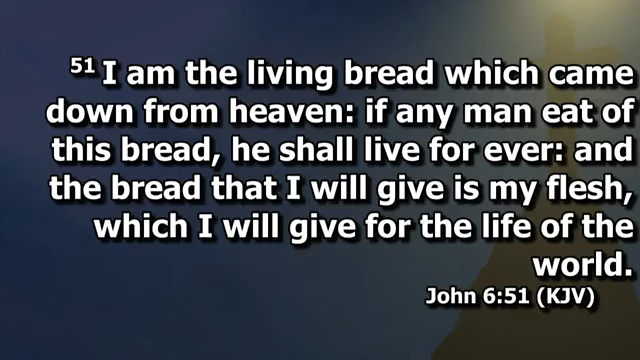 51 I am the living bread which came
down from heaven: if any man eat of
this bread, he shall live for ever: and
the bread that I will give is my flesh,
which I will give for the life of the
world.
John 6:51 (KJV)